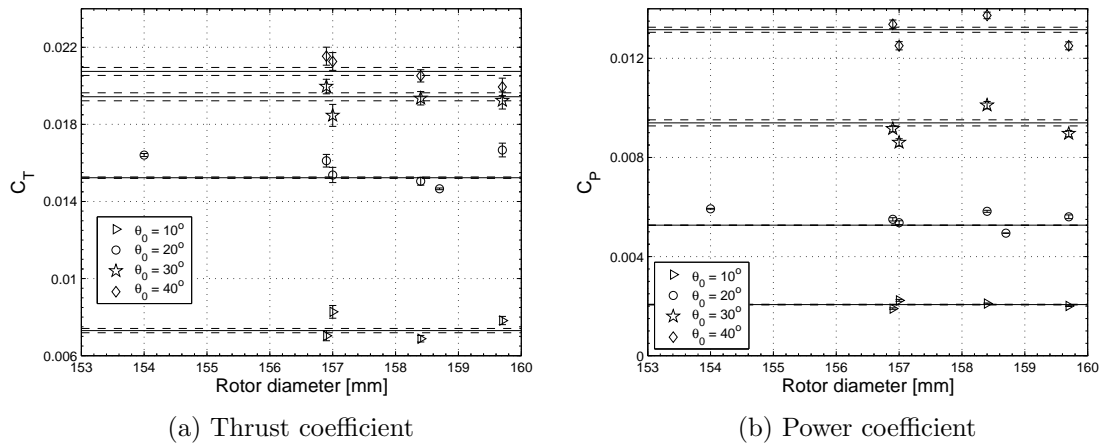 0.022
0.018
0.014
0.01
0.006
C_T
θ_0 = 10°
θ_0 = 20°
θ_0 = 30°
θ_0 = 40°
153 154 155 156 157 158 159 160
Rotor diameter [mm]
(a) Thrust coefficient
0.012
0.008
0.004
0
C_P
θ_0 = 10°
θ_0 = 20°
θ_0 = 30°
θ_0 = 40°
153 154 155 156 157 158 159 160
Rotor diameter [mm]
(b) Power coefficient